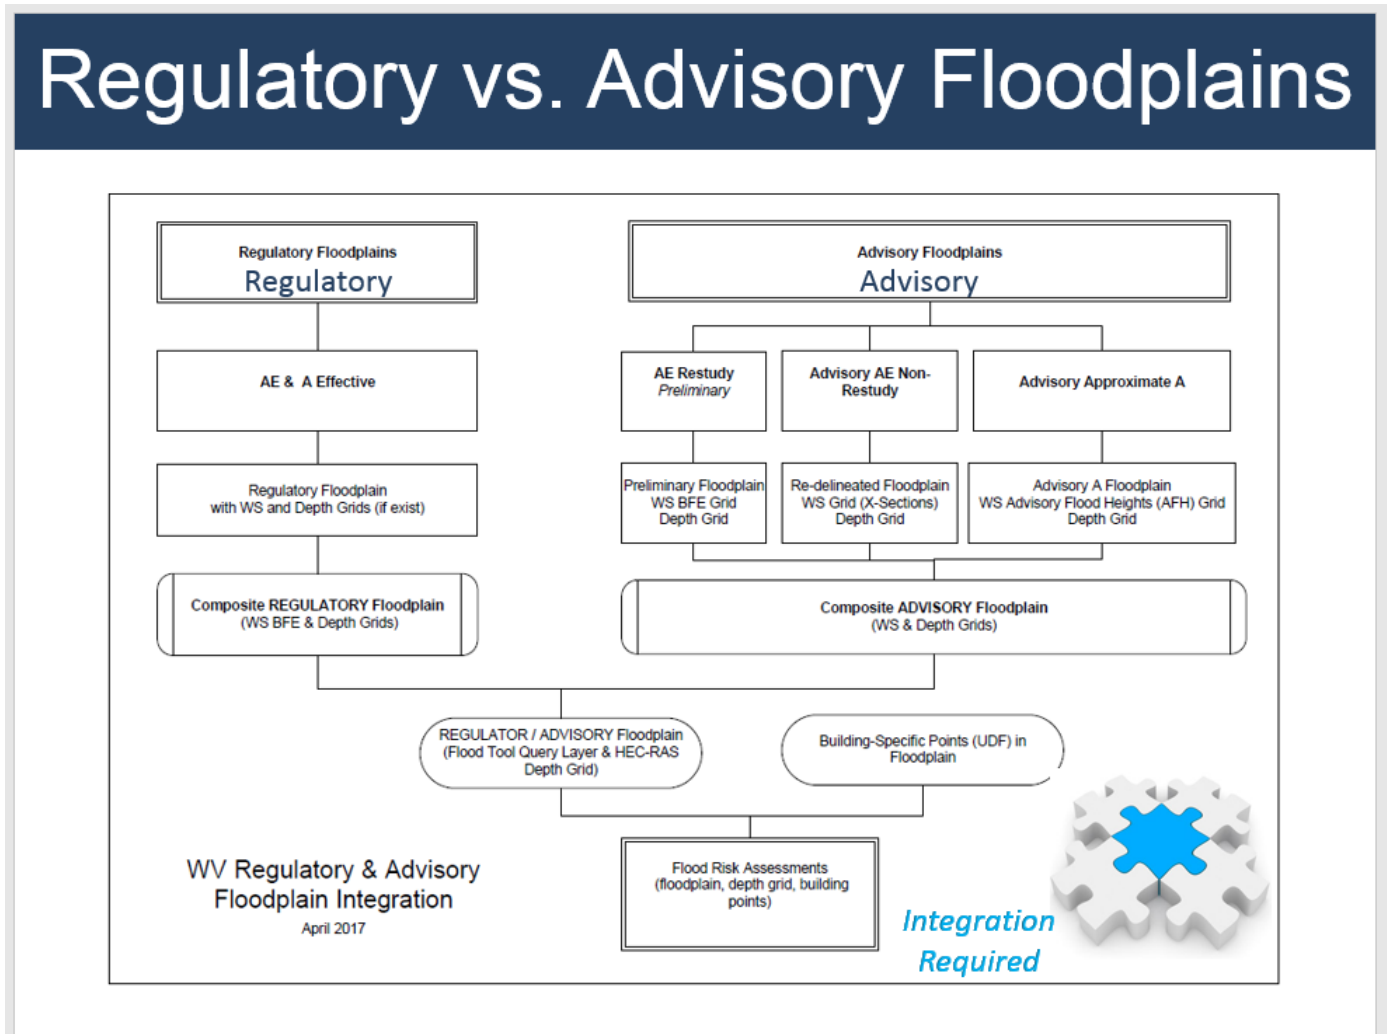 Regulatory vs. Advisory Floodplains
Regulatory Floodplains
Regulatory
Advisory Floodplains
Advisory
AE & A Effective
AE Restudy
Preliminary
Advisory AE Non-
Restudy
Advisory Approximate A
Regulatory Floodplain
with WS and Depth Grids (if exist)
Preliminary Floodplain
WS BFE Grid
Depth Grid
Re-delineated Floodplain
WS Grid (X-Sections)
Depth Grid
Advisory A Floodplain
WS Advisory Flood Heights (AFH) Grid
Depth Grid
Composite REGULATORY Floodplain
(WS BFE & Depth Grids)
Composite ADVISORY Floodplain
(WS & Depth Grids)
REGULATOR / ADVISORY Floodplain
(Flood Tool Query Layer & HEC-RAS
Depth Grid)
Building-Specific Points (UDF) in
Floodplain
Flood Risk Assessments
(floodplain, depth grid, building
points)
WV Regulatory & Advisory
Floodplain Integration
April 2017
Integration
Required